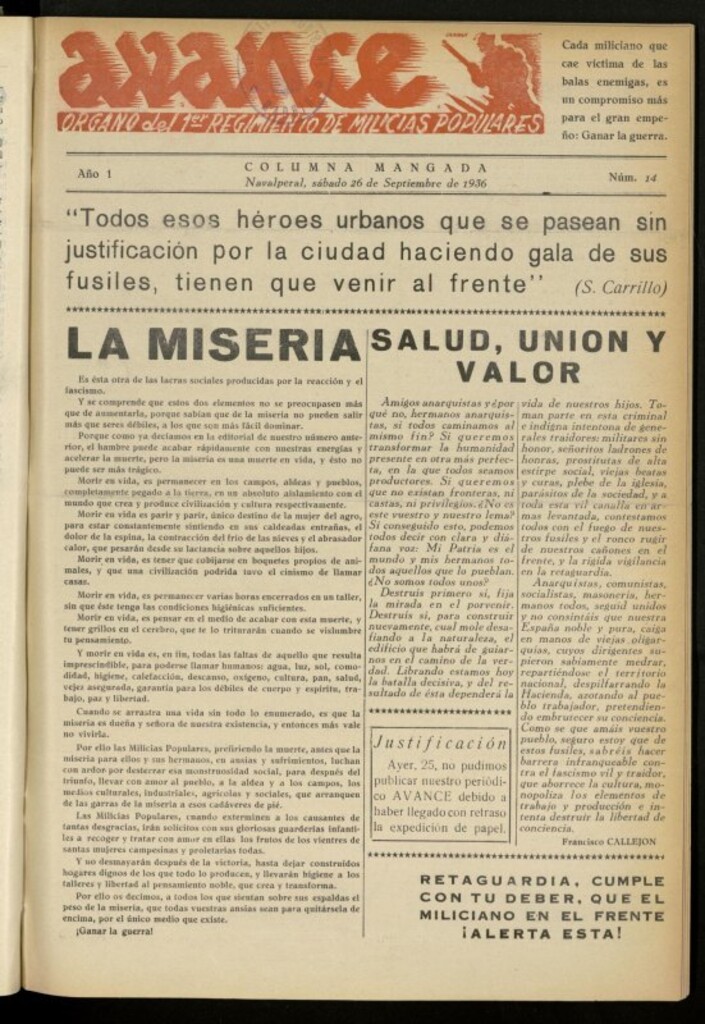 avance
ORGANO del 1er REGIMIENTO DE MILICIAS POPULARES
Cada miliciano que
cae víctima de las
balas enemigas, es
un compromiso más
para el gran empe-
ño: Ganar la guerra.
Año 1
COLUMNA MANGADA
Navalperal, sábado 26 de Septiembre de 1936
Núm. 14
"Todos esos héroes urbanos que se pasean sin
justificación por la ciudad haciendo gala de sus
fusiles, tienen que venir al frente" (S. Carrillo)
LA MISERIA
Es ésta otra de las lacras sociales producidas por la reacción y el
fascismo.
Y se comprende que estos dos elementos no se preocupasen más
que de aumentarla, porque sabían que de la miseria no pueden salir
más que seres débiles, a los que son más fácil dominar.
Porque como ya decíamos en la editorial de nuestro número ante-
rior, el hambre puede acabar rápidamente con nuestras energías y
acelerar la muerte, pero la miseria es una muerte en vida, y ésto no
puede ser más trágico.
Morir en vida, es permanecer en los campos, aldeas y pueblos,
completamente pegado a la tierra, en un absoluto aislamiento con el
mundo que crea y produce civilización y cultura respectivamente.
Morir en vida es parir y parir, único destino de la mujer del agro,
para estar constantemente sintiendo en sus caldeadas entrañas, el
dolor de la espina, la contracción del frío de las nieves y el abrasador
calor, que pesarán desde su lactancia sobre aquellos hijos.
Morir en vida, es tener que cobijarse en boquetes propios de ani-
males, y que una civilización podrida tuvo el cinismo de llamar
casas.
Morir en vida, es permanecer varias horas encerrados en un taller,
sin que éste tenga las condiciones higiénicas suficientes.
Morir en vida, es pensar en el medio de acabar con esta muerte, y
tener grillos en el cerebro, que te lo triturarán cuando se vislumbre
tu pensamiento.
Y morir en vida es, en fin, todas las faltas de aquello que resulta
imprescindible, para poderse llamar humanos: agua, luz, sol, como-
didad, higiene, calefacción, descanso, oxígeno, cultura, pan, salud,
vejez asegurada, garantía para los débiles de cuerpo y espíritu, tra-
bajo, paz y libertad.
Cuando se arrastra una vida sin todo lo enumerado, es que la
miseria es dueña y señora de nuestra existencia, y entonces más vale
no vivirla.
Por ello las Milicias Populares, prefiriendo la muerte, antes que la
miseria para ellos y sus hermanos, en ansias y sufrimientos, luchan
con ardor por desterrar esa monstruosidad social, para después del
triunfo, llevar con amor al pueblo, a la aldea y a los campos, los
medios culturales, industriales, agrícolas y sociales, que arranquen
de las garras de la miseria a esos cadáveres de pié.
Las Milicias Populares, cuando exterminen a los causantes de
tantas desgracias, irán solícitos con sus gloriosas guarderías infanti-
les a recoger y tratar con amor en ellas los frutos de los vientres de
santas mujeres campesinas y proletarias todas.
Y no desmayarán después de la victoria, hasta dejar construidos
hogares dignos de los que todo lo producen, y llevarán higiene a los
talleres y libertad al pensamiento noble, que crea y transforma.
Por ello os decimos, a todos los que sientan sobre sus espaldas el
peso de la miseria, que todas vuestras ansias sean para quitársela de
encima, por el único medio que existe.
¡Ganar la guerra!
SALUD, UNION Y
VALOR
Amigos anarquistas y ¿por
qué no, hermanos anarquis-
tas, si todos caminamos al
mismo fin? Si queremos
transformar la humanidad
presente en otra más perfec-
ta, en la que todos seamos
productores. Si queremos
que no existan fronteras, ni
castas, ni privilegios. ¿No es
este vuestro y nuestro lema?
Si conseguido esto, podemos
todos decir con clara y diá-
fana voz: Mi Patria es el
mundo y mis hermanos to-
dos aquellos que lo pueblan.
¿No somos todos unos?
Destruís primero si, fija
la mirada en el porvenir.
Destruís si, para construir
nuevamente, cual mole desa-
fiando a la naturaleza, el
edificio que habrá de guiar-
nos en el camino de la ver-
dad. Librando estamos hoy
la batalla decisiva, y del re-
sultado de ésta dependerá la
Justificación
Ayer, 25, no pudimos
publicar nuestro periódi-
co AVANCE debido a
haber llegado con retraso
la expedición de papel.
vida de nuestros hijos. To-
man parte en esta criminal
e indigna intentona de gene-
rales traidores: militares sin
honor, señoritos ladrones de
honras, prostitutas de alta
estirpe social, viejas beatas
y curas, plebe de la iglesia,
parásitos de la sociedad, y a
toda esta vil canalla en ar-
mas levantada, contestamos
todos con el fuego de nues-
tros fusiles y el ronco rugir
de nuestros cañones en el
frente, y la rígida vigilancia
en la retaguardia.
Anarquistas, comunistas,
socialistas, masonería, her-
manos todos, seguid unidos
y no consintáis que nuestra
España noble y pura, caiga
en manos de viejas oligar-
quías, cuyos dirigentes su-
pieron sabiamente medrar,
repartiéndose el territorio
nacional, despilfarrando la
Hacienda, azotando al pue-
blo trabajador, pretendien-
do embrutecer su conciencia.
Como se que amáis vuestro
pueblo, seguro estoy que de
estos fusiles, sabréis hacer
barrera infranqueable con-
tra el fascismo vil y traidor,
que aborrece la cultura, mo-
nopoliza los elementos de
trabajo y producción e in-
tenta destruir la libertad de
conciencia.
Francisco CALLEJON
RETAGUARDIA, CUMPLE
CON TU DEBER, QUE EL
MILICIANO EN EL FRENTE
¡ALERTA ESTA!